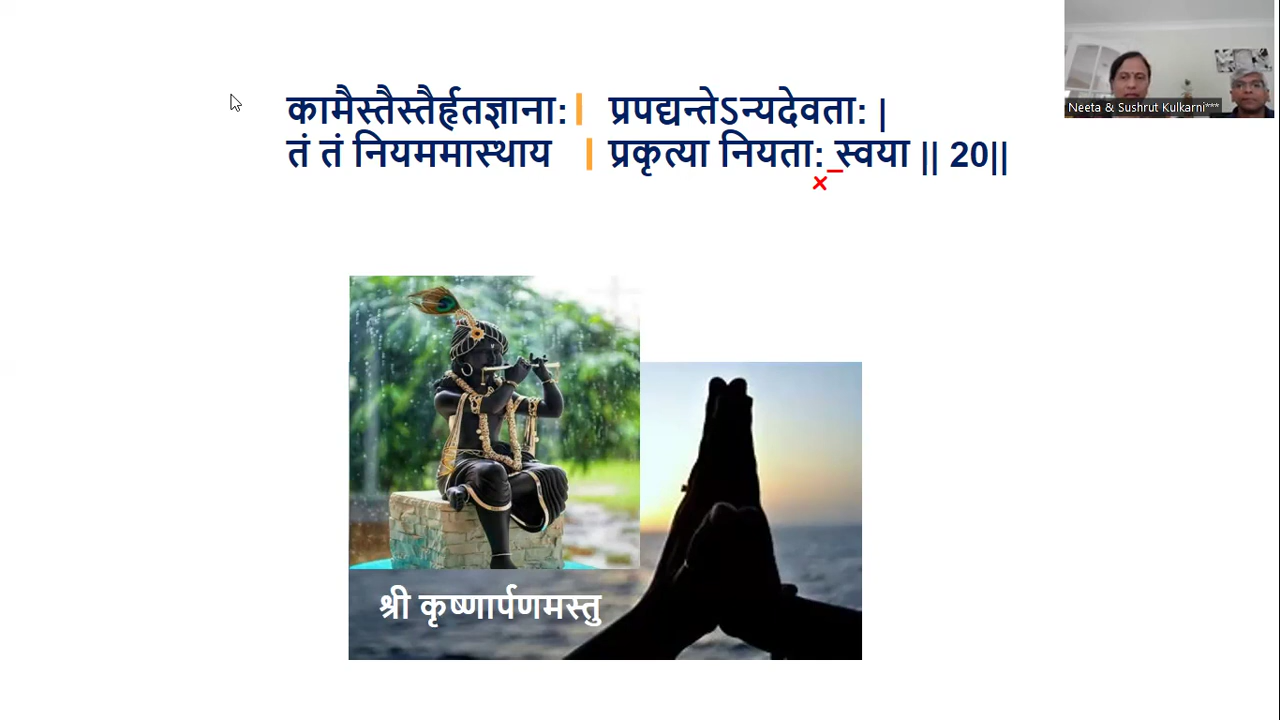 कामैस्तैस्तैर्हृतज्ञाना: | प्रपद्यन्तेऽन्यदेवता: |
तं तं नियममास्थाय | प्रकृत्या नियता: स्वया || 20||
श्री कृष्णार्पणमस्तु
Neeta & Sushrut Kulkarni***